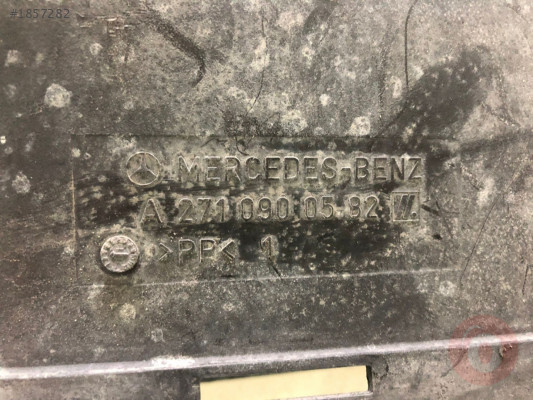 #1857282
MERCEDES-BENZ
A 271 090 05 82
>PP< 1